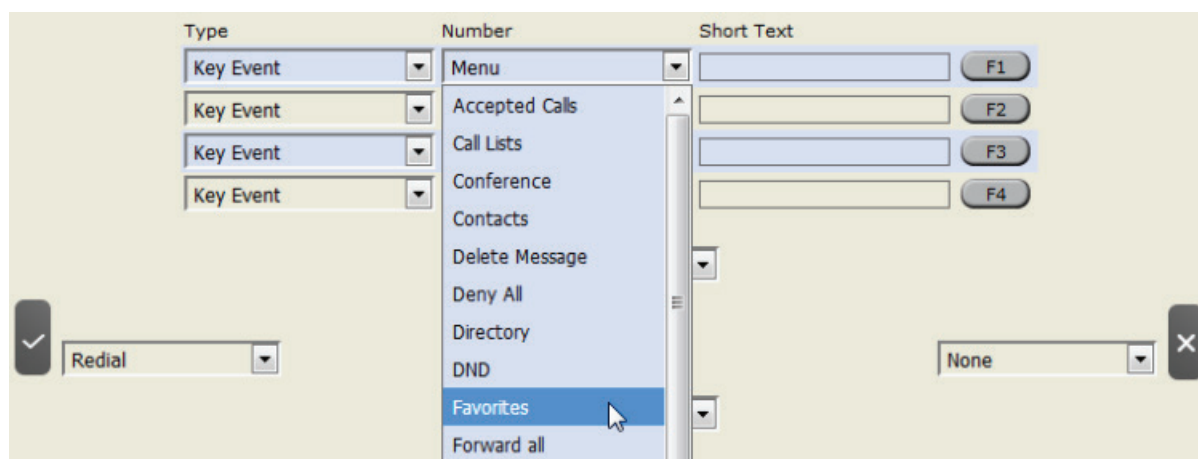 Type Number Short Text
Key Event Menu F1
Key Event Accepted Calls F2
Key Event Call Lists F3
Key Event Conference F4
Contacts
Delete Message
Deny All
Directory
Redial DND None
Favorites
Forward all